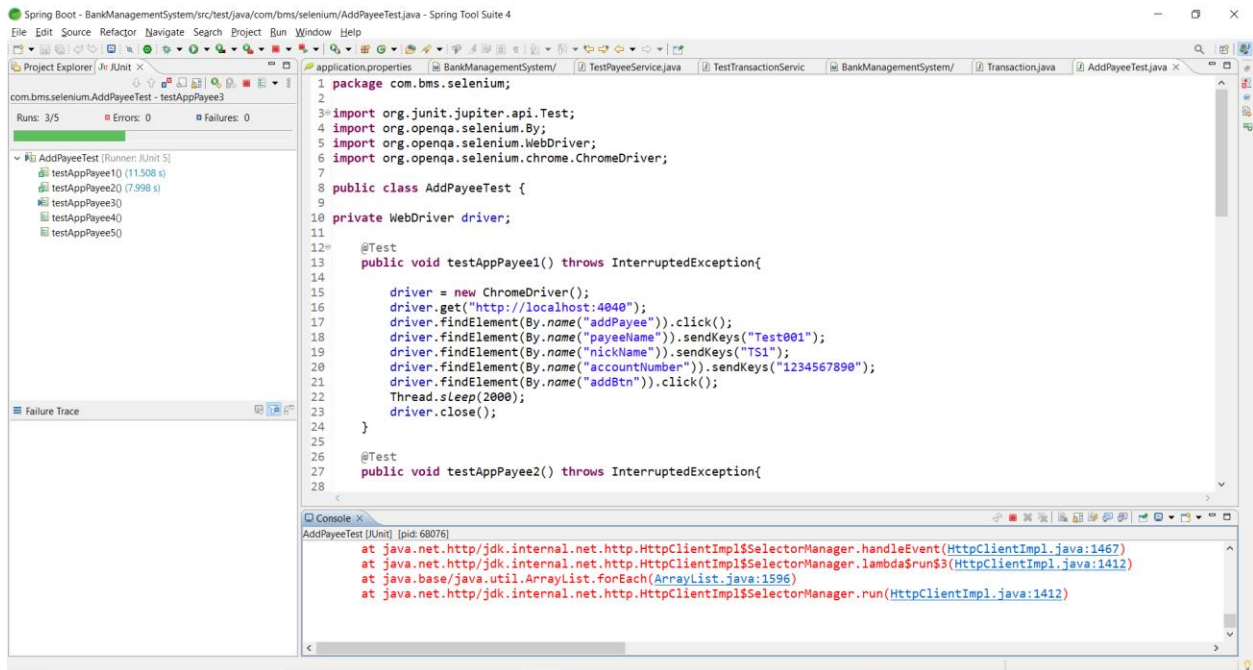 Spring Boot - BankManagementSystem/src/test/java/com/bms/selenium/AddPayeeTest.java - Spring Tool Suite 4
File Edit Source Refactor Navigate Search Project Run Window Help
Project Explorer JUnit
com.bms.selenium.AddPayeeTest - testAppPayee3
Runs: 3/5 Errors: 0 Failures: 0
AddPayeeTest [Runner: JUnit 5]
testAppPayee1() (11.508 s)
testAppPayee2() (7.998 s)
testAppPayee3()
testAppPayee4()
testAppPayee5()
Failure Trace
application.properties BankManagementSystem/ TestPayeeService.java TestTransactionServic BankManagementSystem/ Transaction.java AddPayeeTest.java
1 package com.bms.selenium;
2
3 import org.junit.jupiter.api.Test;
4 import org.openqa.selenium.By;
5 import org.openqa.selenium.WebDriver;
6 import org.openqa.selenium.chrome.ChromeDriver;
7
8 public class AddPayeeTest {
9
10 private WebDriver driver;
11
12 @Test
13 public void testAppPayee1() throws InterruptedException{
14
15 driver = new ChromeDriver();
16 driver.get("http://localhost:4040");
17 driver.findElement(By.name("addPayee")).click();
18 driver.findElement(By.name("payeeName")).sendKeys("Test001");
19 driver.findElement(By.name("nickName")).sendKeys("TS1");
20 driver.findElement(By.name("accountNumber")).sendKeys("1234567890");
21 driver.findElement(By.name("addBtn")).click();
22 Thread.sleep(2000);
23 driver.close();
24 }
25
26 @Test
27 public void testAppPayee2() throws InterruptedException{
28
Console
AddPayeeTest [JUnit] [pid: 68076]
at java.net.http/jdk.internal.net.http.HttpClientImpl$SelectorManager.handleEvent(HttpClientImpl.java:1467)
at java.net.http/jdk.internal.net.http.HttpClientImpl$SelectorManager.lambda$run$3(HttpClientImpl.java:1412)
at java.base/java.util.ArrayList.forEach(ArrayList.java:1596)
at java.net.http/jdk.internal.net.http.HttpClientImpl$SelectorManager.run(HttpClientImpl.java:1412)